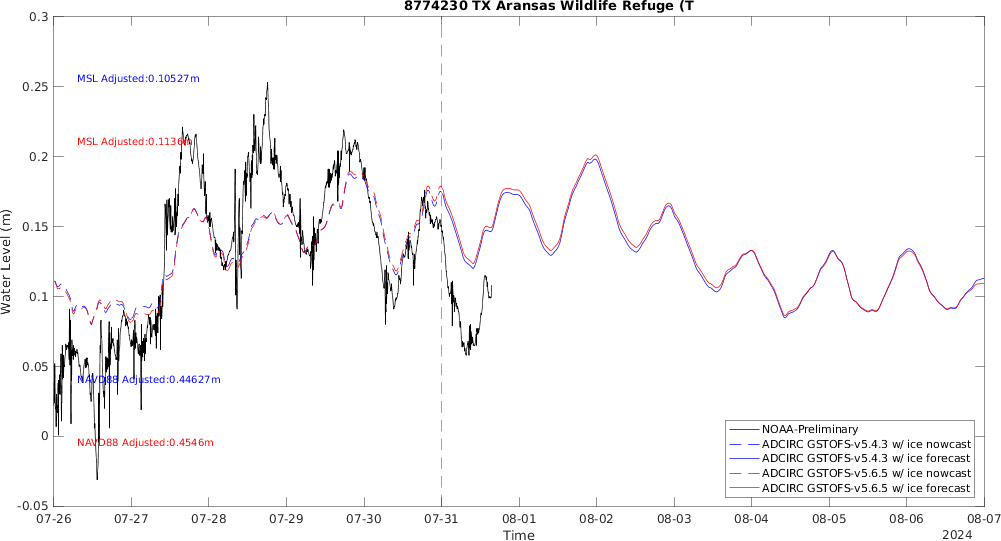 8774230 TX Aransas Wildlife Refuge (T
0.3
0.25
0.2
0.15
0.1
0.05
0
-0.05
Water Level (m)
MSL Adjusted:0.10527m
MSL Adjusted:0.1136m
NAVD88 Adjusted:0.44627m
NAVD88 Adjusted:0.4546m
NOAA-Preliminary
ADCIRC GSTOFS-v5.4.3 w/ ice nowcast
ADCIRC GSTOFS-v5.4.3 w/ ice forecast
ADCIRC GSTOFS-v5.6.5 w/ ice nowcast
ADCIRC GSTOFS-v5.6.5 w/ ice forecast
07-26 07-27 07-28 07-29 07-30 07-31 08-01 08-02 08-03 08-04 08-05 08-06 08-07
Time
2024